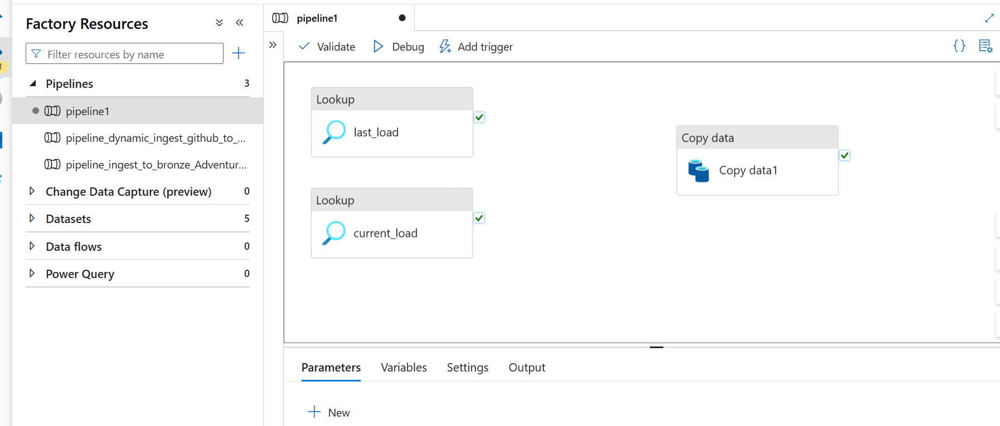 Factory Resources
Filter resources by name
1
Pipelines 3
pipeline1
pipeline_dynamic_ingest_github_to_...
pipeline_ingest_to_bronze_Adventur...
Change Data Capture (preview) 0
Datasets 5
Data flows 0
Power Query 0
pipeline1
Validate Debug Add trigger
Lookup
last_load
Lookup
current_load
Copy data
Copy data1
Parameters Variables Settings Output
New